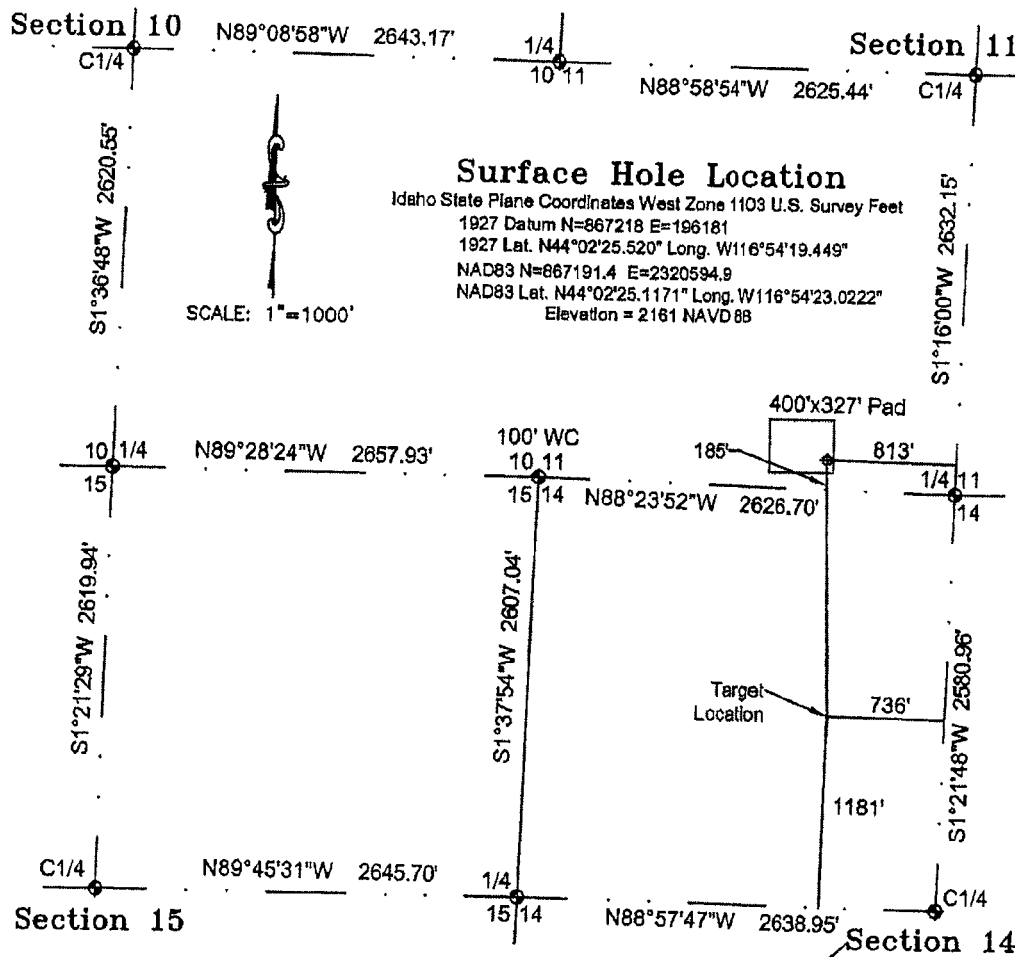 Section 10
N89°08'58"W 2643.17'
1/4
Section 11
C1/4
10 11
N88°58'54"W 2625.44'
C1/4
S1°36'48"W 2620.55'
Surface Hole Location
Idaho State Plane Coordinates West Zone 1103 U.S. Survey Feet
1927 Datum N=867218 E=196181
1927 Lat. N44°02'25.520" Long. W116°54'19.449"
NAD83 N=867191.4 E=2320594.9
NAD83 Lat. N44°02'25.1171" Long. W116°54'23.0222"
Elevation = 2161 NAVD 88
SCALE: 1"=1000'
S1°16'00"W 2632.15'
400'x327' Pad
10 1/4
15
N89°28'24"W 2657.93'
100' WC
10 11
15 14
185'
813'
N88°23'52"W 2626.70'
1/4 11
14
S1°21'29"W 2619.94'
S1°37'54"W 2607.04'
Target
Location
736'
S1°21'48"W 2580.96'
1181'
C1/4
N89°45'31"W 2645.70'
1/4
15 14
N88°57'47"W 2638.95'
C1/4
Section 15
Section 14